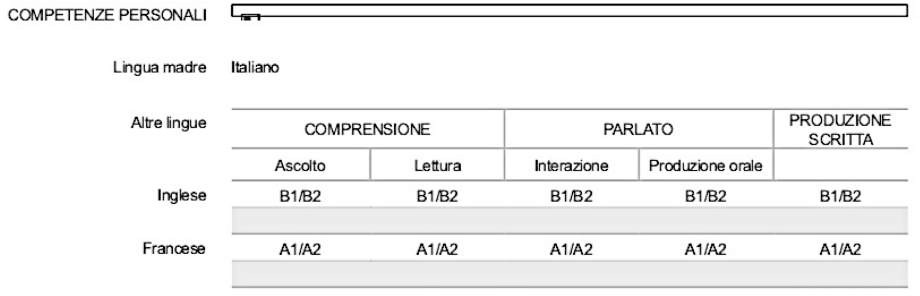 COMPETENZE PERSONALI
Lingua madre Italiano
Altre lingue COMPRENSIONE PARLATO PRODUZIONE SCRITTA
Ascolto Lettura Interazione Produzione orale
Inglese B1/B2 B1/B2 B1/B2 B1/B2 B1/B2
Francese A1/A2 A1/A2 A1/A2 A1/A2 A1/A2